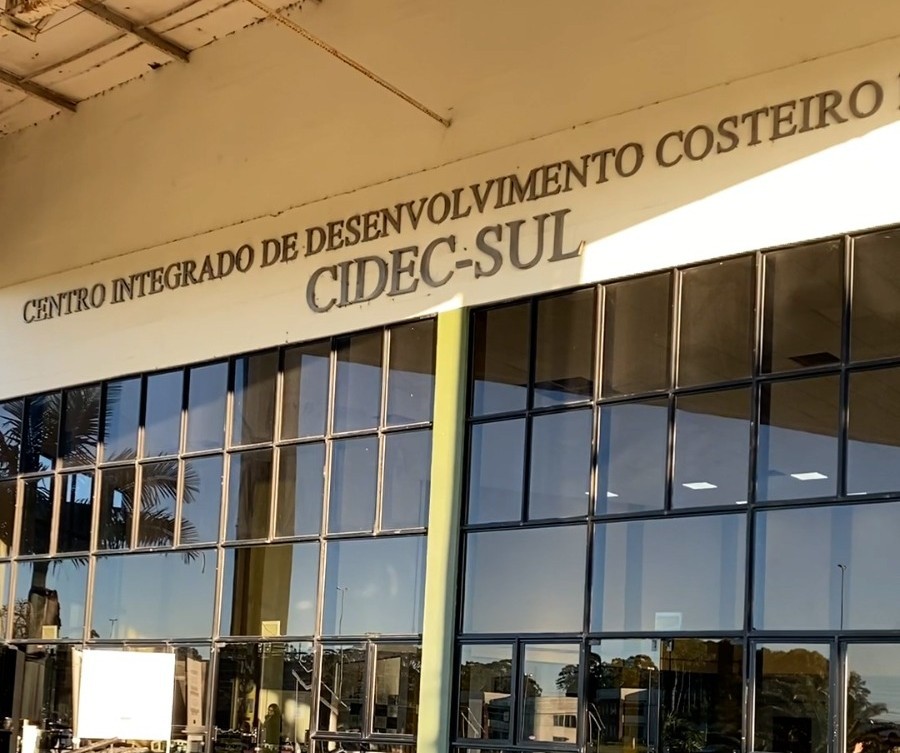 CENTRO INTEGRADO DE DESENVOLVIMENTO COSTEIRO
CIDEC-SUL